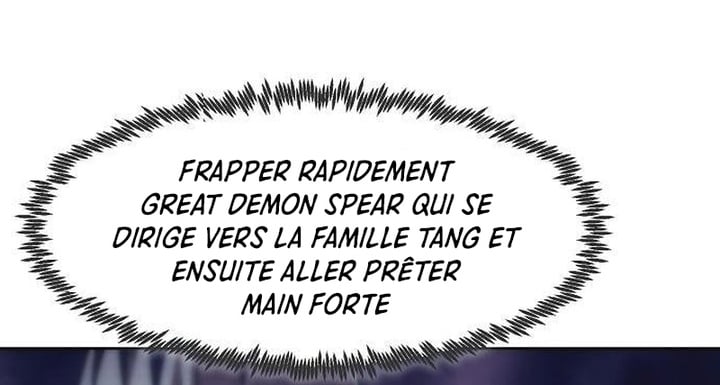 FRAPPER RAPIDEMENT
GREAT DEMON SPEAR QUI SE
DIRIGE VERS LA FAMILLE TANG ET
ENSUITE ALLER PRÊTER
MAIN FORTE